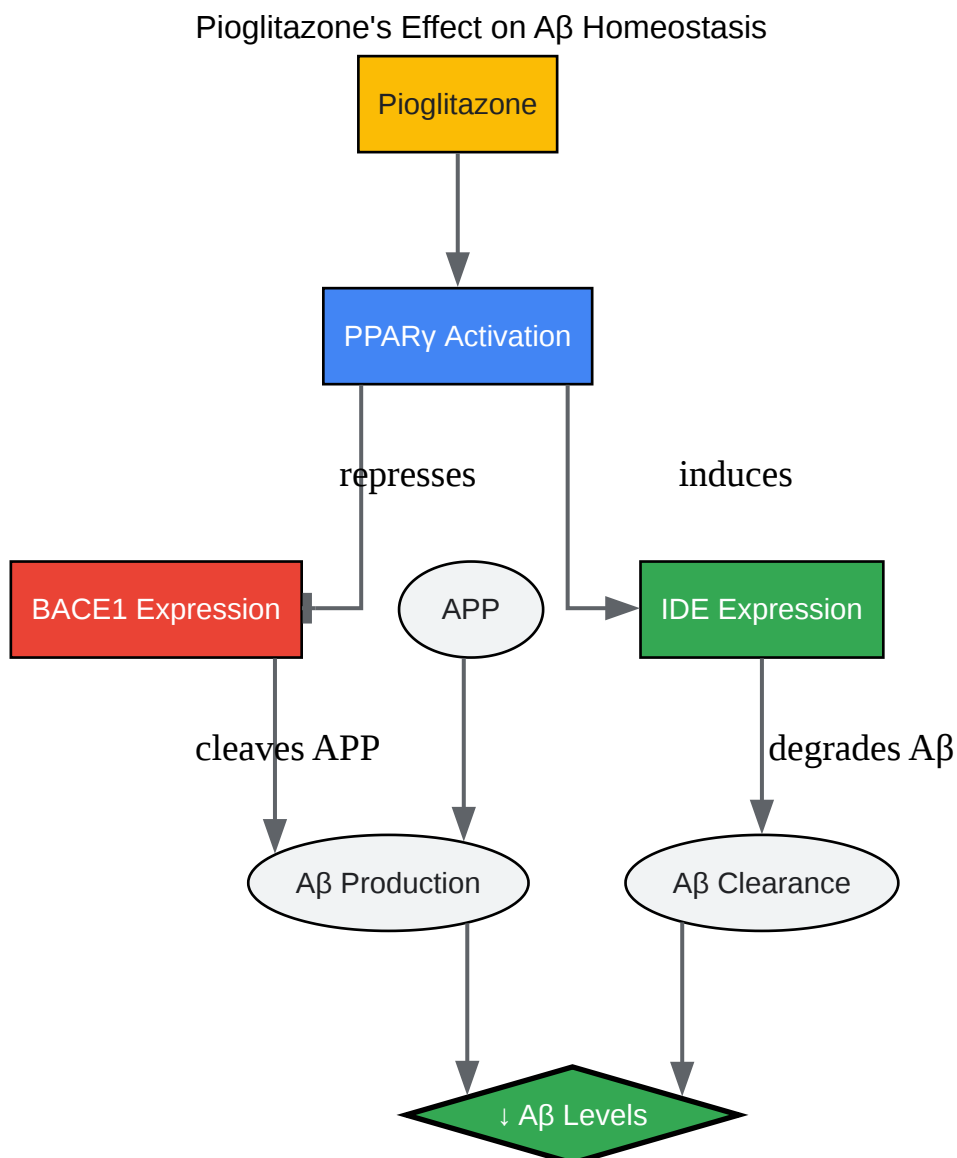 Pioglitazone's Effect on Aβ Homeostasis
Pioglitazone
PPARγ Activation
represses
induces
BACE1 Expression
APP
IDE Expression
cleaves APP
degrades Aβ
Aβ Production
Aβ Clearance
↓ Aβ Levels